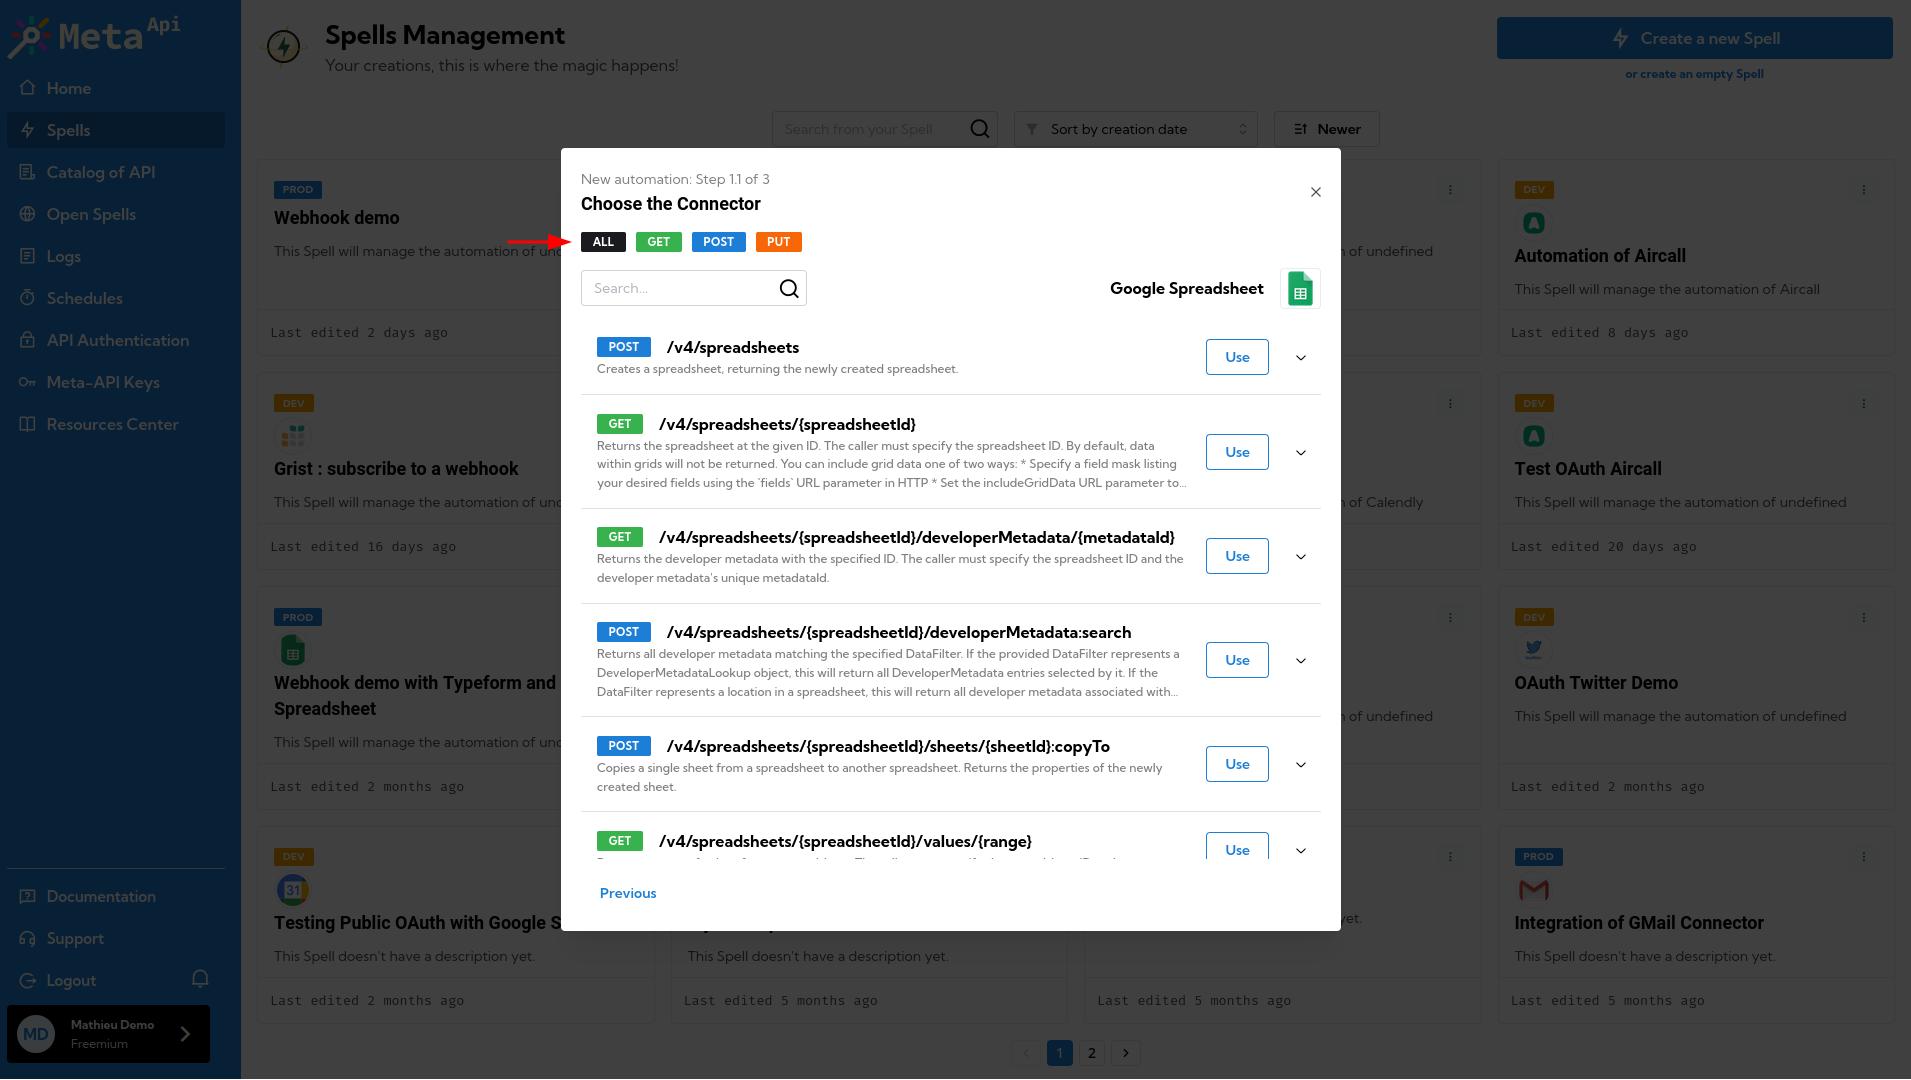 Meta Api
Home
Spells
Catalog of API
Open Spells
Logs
Schedules
API Authentication
Meta-API Keys
Resources Center
Documentation
Support
Logout
MD
Mathieu Demo
Freemium
Spells Management
Your creations, this is where the magic happens!
Create a new Spell
or create an empty Spell
Search from your Spell
Sort by creation date
Newer
PROD
Webhook demo
This Spell will manage the automation of
Last edited 2 days ago
of undefined
DEV
Automation of Aircall
This Spell will manage the automation of Aircall
Last edited 8 days ago
DEV
Grist : subscribe to a webhook
This Spell will manage the automation of
Last edited 16 days ago
of Calendly
DEV
Test OAuth Aircall
This Spell will manage the automation of undefined
Last edited 20 days ago
PROD
Webhook demo with Typeform and
Spreadsheet
This Spell will manage the automation of
Last edited 2 months ago
of undefined
DEV
OAuth Twitter Demo
This Spell will manage the automation of undefined
Last edited 2 months ago
DEV
31
Testing Public OAuth with Google S
This Spell doesn't have a description yet.
Last edited 2 months ago
This Spell doesn't have a description yet.
Last edited 5 months ago
yet.
Last edited 5 months ago
PROD
Integration of GMail Connector
This Spell doesn't have a description yet.
Last edited 5 months ago
1 2
New automation: Step 1.1 of 3
Choose the Connector
ALL GET POST PUT
Search...
Google Spreadsheet
POST /v4/spreadsheets
Creates a spreadsheet, returning the newly created spreadsheet.
Use
GET /v4/spreadsheets/{spreadsheetId}
Returns the spreadsheet at the given ID. The caller must specify the spreadsheet ID. By default, data
within grids will not be returned. You can include grid data one of two ways: * Specify a field mask listing
your desired fields using the `fields` URL parameter in HTTP * Set the includeGridData URL parameter to...
Use
GET /v4/spreadsheets/{spreadsheetId}/developerMetadata/{metadataId}
Returns the developer metadata with the specified ID. The caller must specify the spreadsheet ID and the
developer metadata's unique metadataId.
Use
POST /v4/spreadsheets/{spreadsheetId}/developerMetadata:search
Returns all developer metadata matching the specified DataFilter. If the provided DataFilter represents a
DeveloperMetadataLookup object, this will return all DeveloperMetadata entries selected by it. If the
DataFilter represents a location in a spreadsheet, this will return all developer metadata associated with...
Use
POST /v4/spreadsheets/{spreadsheetId}/sheets/{sheetId}:copyTo
Copies a single sheet from a spreadsheet to another spreadsheet. Returns the properties of the newly
created sheet.
Use
GET /v4/spreadsheets/{spreadsheetId}/values/{range}
Use
Previous